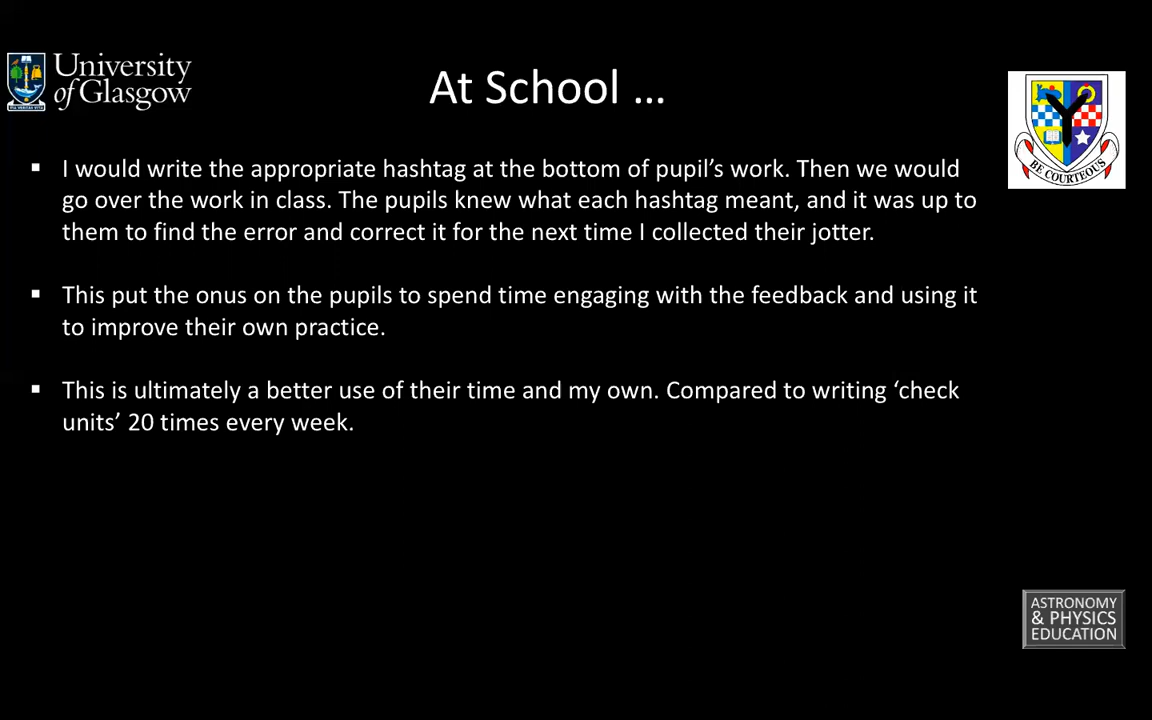 University
of Glasgow
At School ...
BE COURTEOUS
▪ I would write the appropriate hashtag at the bottom of pupil’s work. Then we would
go over the work in class. The pupils knew what each hashtag meant, and it was up to
them to find the error and correct it for the next time I collected their jotter.
▪ This put the onus on the pupils to spend time engaging with the feedback and using it
to improve their own practice.
▪ This is ultimately a better use of their time and my own. Compared to writing ‘check
units’ 20 times every week.
ASTRONOMY
& PHYSICS
EDUCATION